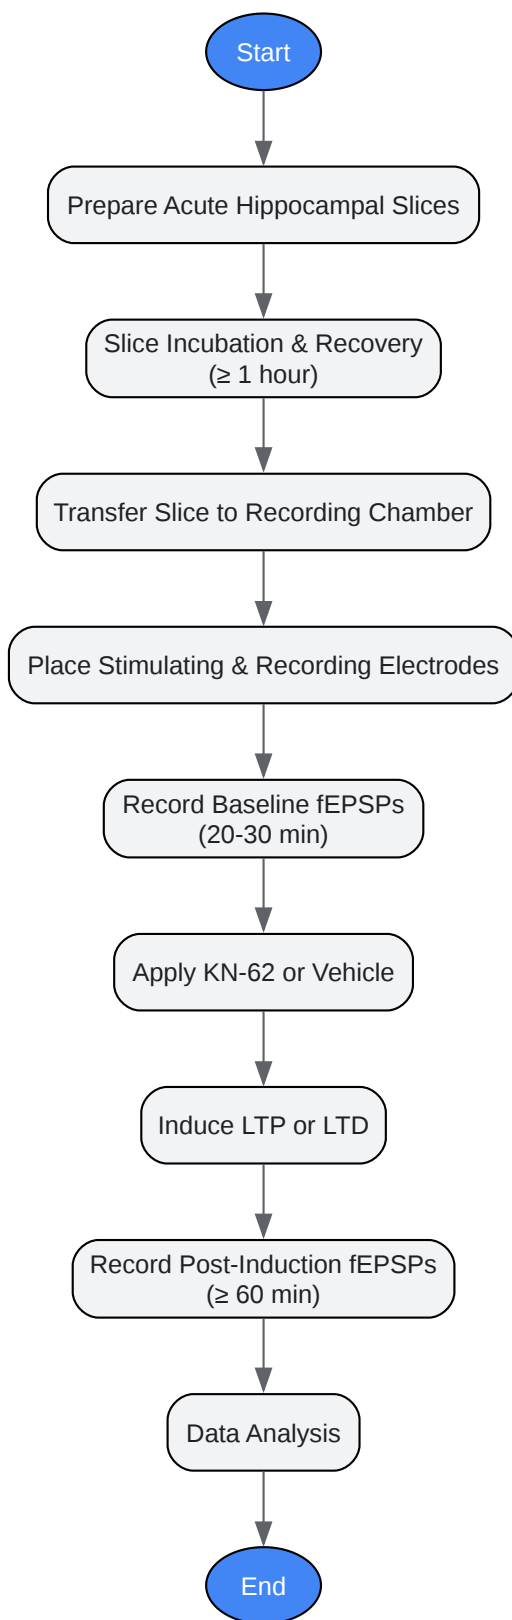 Start
Prepare Acute Hippocampal Slices
Slice Incubation & Recovery
(≥ 1 hour)
Transfer Slice to Recording Chamber
Place Stimulating & Recording Electrodes
Record Baseline fEPSPs
(20-30 min)
Apply KN-62 or Vehicle
Induce LTP or LTD
Record Post-Induction fEPSPs
(≥ 60 min)
Data Analysis
End